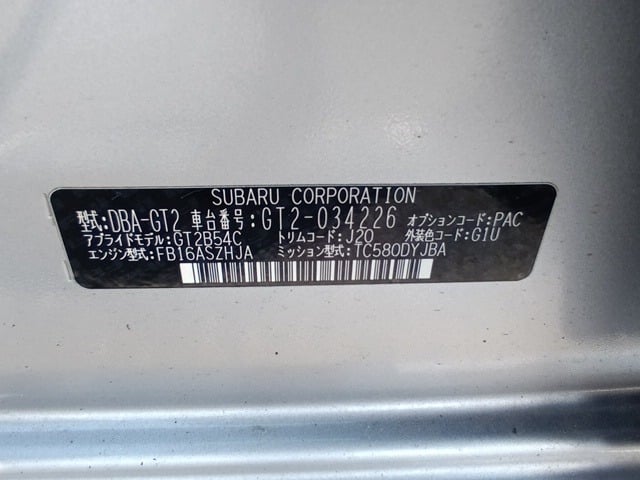 SUBARU CORPORATION
型式:DBA-GT2 車台番号:GT2-034226 オプションコード:PAC
アプライドモデル:GT2B54C トリムコード:J20 外装色コード:G1U
エンジン型式:FB16ASZHJA ミッション型式:TC580DYJBA